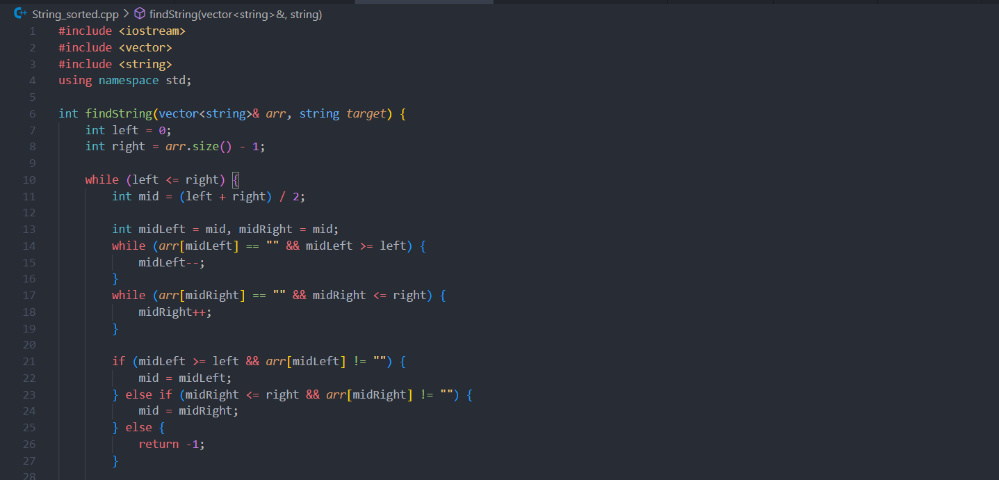 String_sorted.cpp > findString(vector<string>&, string)
1 #include <iostream>
2 #include <vector>
3 #include <string>
4 using namespace std;
5
6 int findString(vector<string>& arr, string target) {
7     int left = 0;
8     int right = arr.size() - 1;
9
10     while (left <= right) {
11         int mid = (left + right) / 2;
12
13         int midLeft = mid, midRight = mid;
14         while (arr[midLeft] == "" && midLeft >= left) {
15             midLeft--;
16         }
17         while (arr[midRight] == "" && midRight <= right) {
18             midRight++;
19         }
20
21         if (midLeft >= left && arr[midLeft] != "") {
22             mid = midLeft;
23         } else if (midRight <= right && arr[midRight] != "") {
24             mid = midRight;
25         } else {
26             return -1;
27         }
28